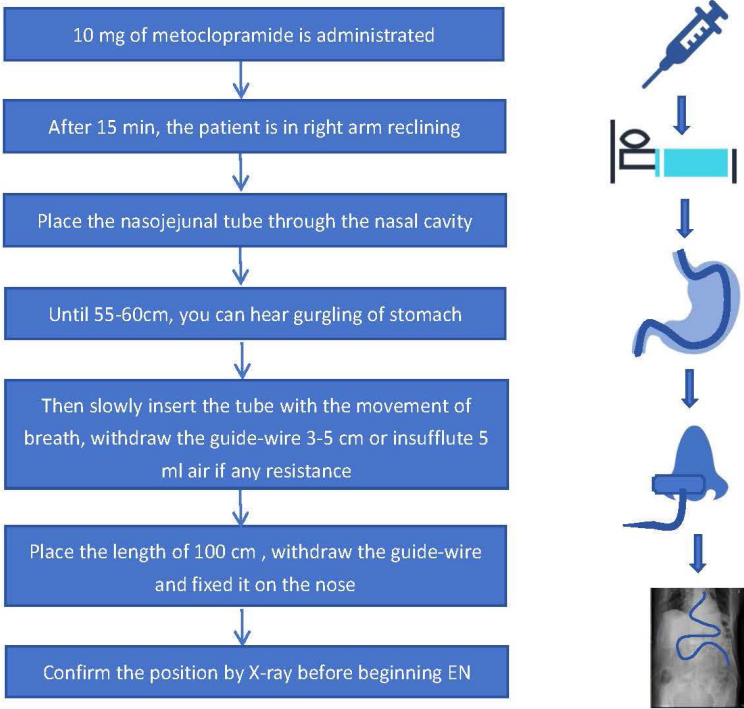 10 mg of metoclopramide is administrated
After 15 min, the patient is in right arm reclining
Place the nasojejunal tube through the nasal cavity
Until 55-60cm, you can hear gurgling of stomach
Then slowly insert the tube with the movement of
breath, withdraw the guide-wire 3-5 cm or insufflute 5
ml air if any resistance
Place the length of 100 cm , withdraw the guide-wire
and fixed it on the nose
Confirm the position by X-ray before beginning EN